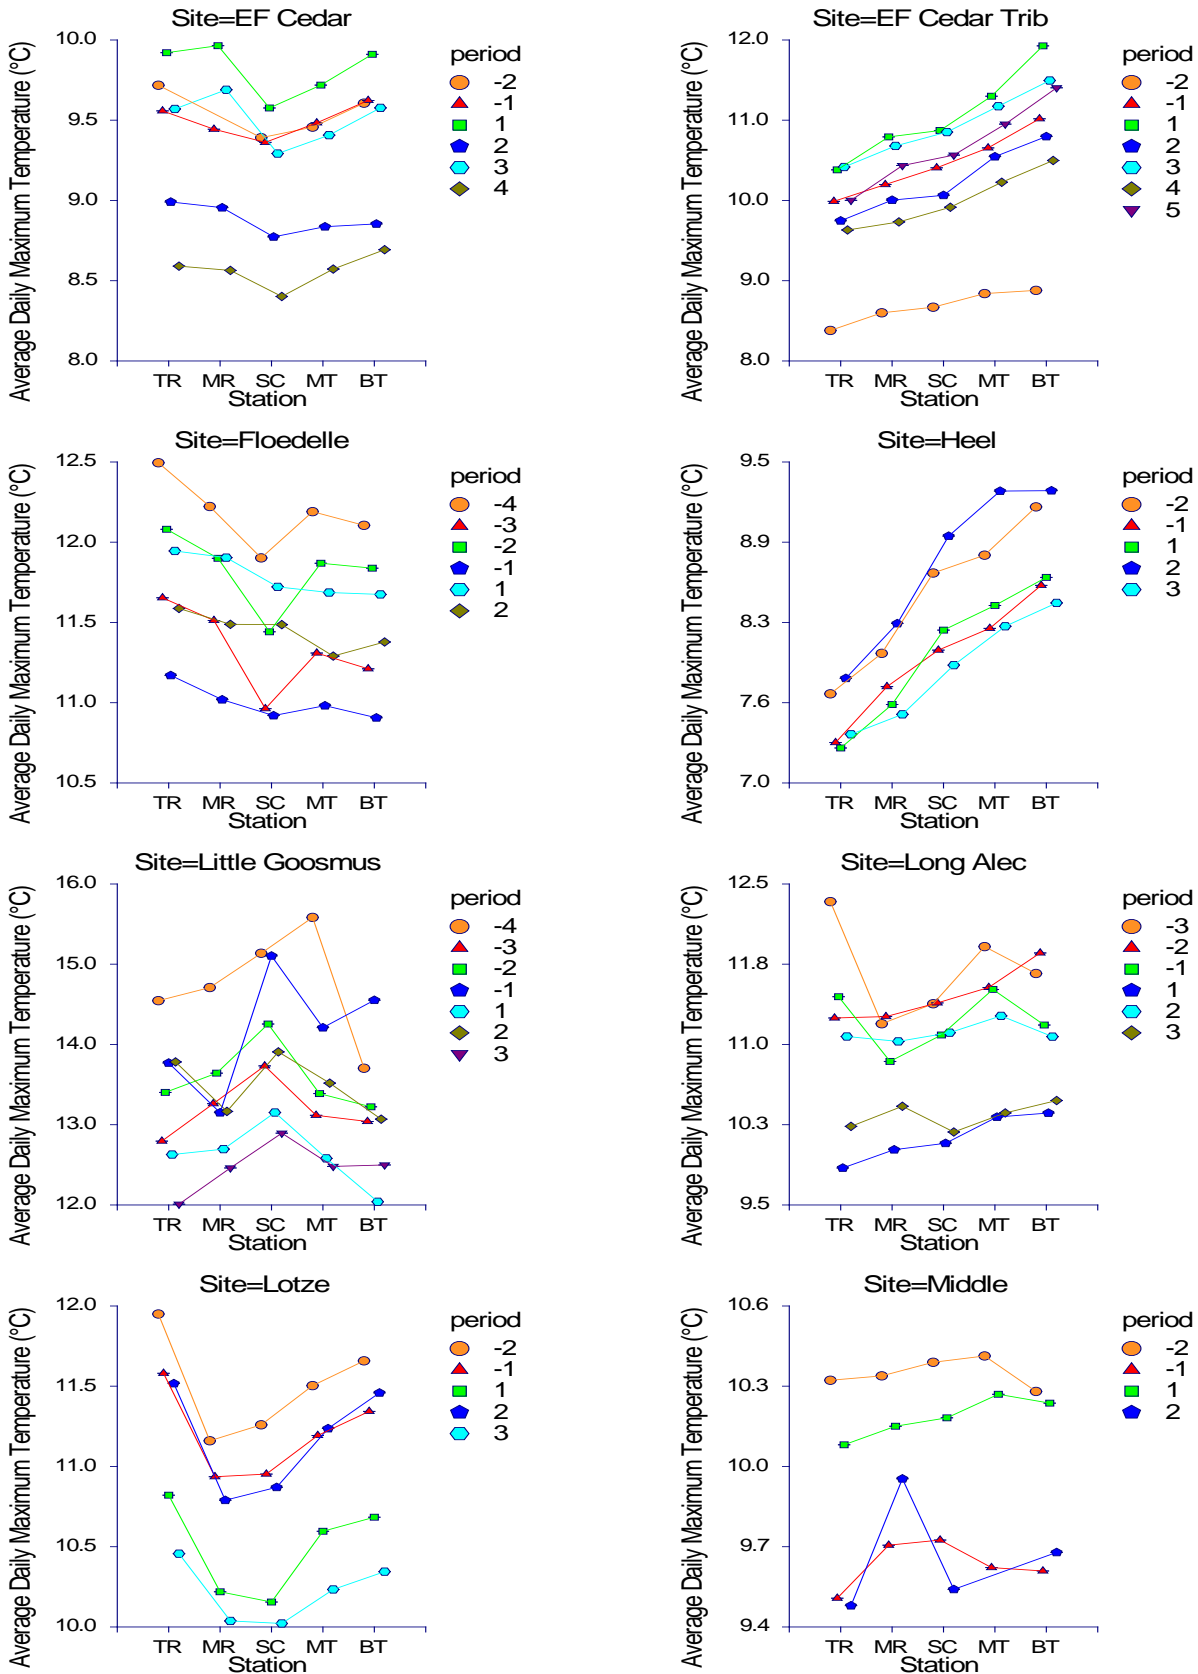 Site=EF Cedar
Average Daily Maximum Temperature (°C)
10.0
9.5
9.0
8.5
8.0
TR MR SC MT BT
Station
period
-2
-1
1
2
3
4
Site=EF Cedar Trib
Average Daily Maximum Temperature (°C)
12.0
11.0
10.0
9.0
8.0
TR MR SC MT BT
Station
period
-2
-1
1
2
3
4
5
Site=Floedelle
Average Daily Maximum Temperature (°C)
12.5
12.0
11.5
11.0
10.5
TR MR SC MT BT
Station
period
-4
-3
-2
-1
1
2
Site=Heel
Average Daily Maximum Temperature (°C)
9.5
8.9
8.3
7.6
7.0
TR MR SC MT BT
Station
period
-2
-1
1
2
3
Site=Little Goosmus
Average Daily Maximum Temperature (°C)
16.0
15.0
14.0
13.0
12.0
TR MR SC MT BT
Station
period
-4
-3
-2
-1
1
2
3
Site=Long Alec
Average Daily Maximum Temperature (°C)
12.5
11.8
11.0
10.3
9.5
TR MR SC MT BT
Station
period
-3
-2
-1
1
2
3
Site=Lotze
Average Daily Maximum Temperature (°C)
12.0
11.5
11.0
10.5
10.0
TR MR SC MT BT
Station
period
-2
-1
1
2
3
Site=Middle
Average Daily Maximum Temperature (°C)
10.6
10.3
10.0
9.7
9.4
TR MR SC MT BT
Station
period
-2
-1
1
2